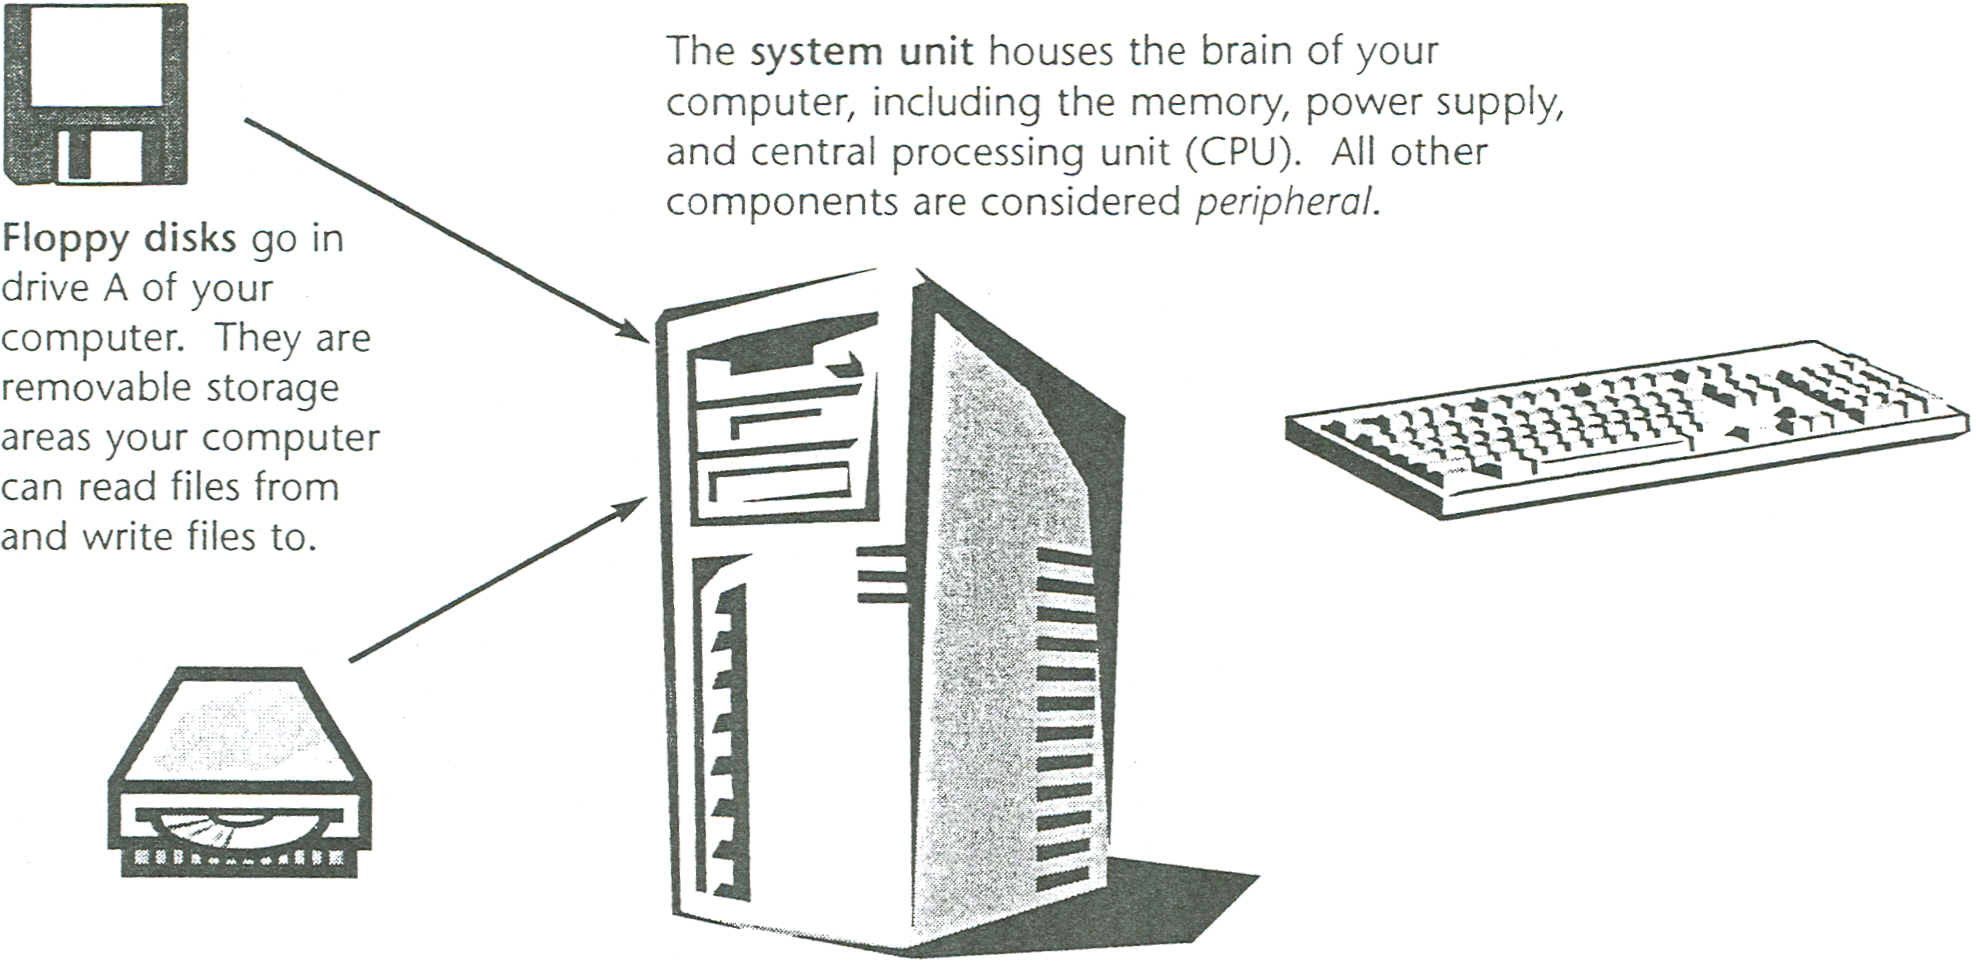 The system unit houses the brain of your
computer, including the memory, power supply,
and central processing unit (CPU).  All other
components are considered peripheral.
Floppy disks go in
drive A of your
computer.  They are
removable storage
areas your computer
can read files from
and write files to.